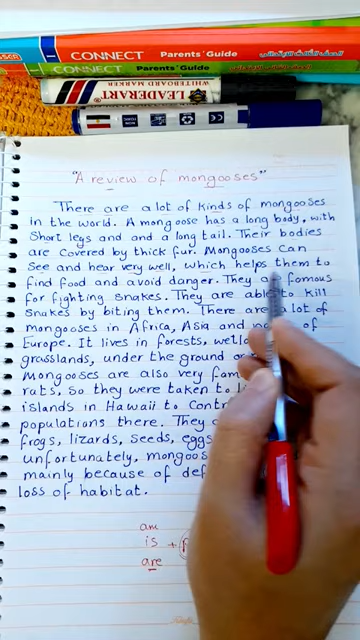 CONNECT Parents' Guide
CONNECT Parents' Guide
LEADERART
WHITEBOARD MARKER
"A review of mongooses"
There are a lot of kinds of mongooses
in the world. A mongoose has a long body, with
short legs and and a long tail. Their bodies
are covered by thick fur. Mongooses can
see and hear very well, which helps them to
find food and avoid danger. They are famous
for fighting snakes. They are able to kill
snakes by biting them. There are a lot of
mongooses in Africa, Asia and of
Europe. It lives in forests,
grasslands, under the ground or
Mongooses are also very
rats, so they were taken to
islands in Hawaii to
populations there. They
frogs, lizards, seeds, eggs
unfortunately,
mainly because of
loss of habitat.
am
is +
are